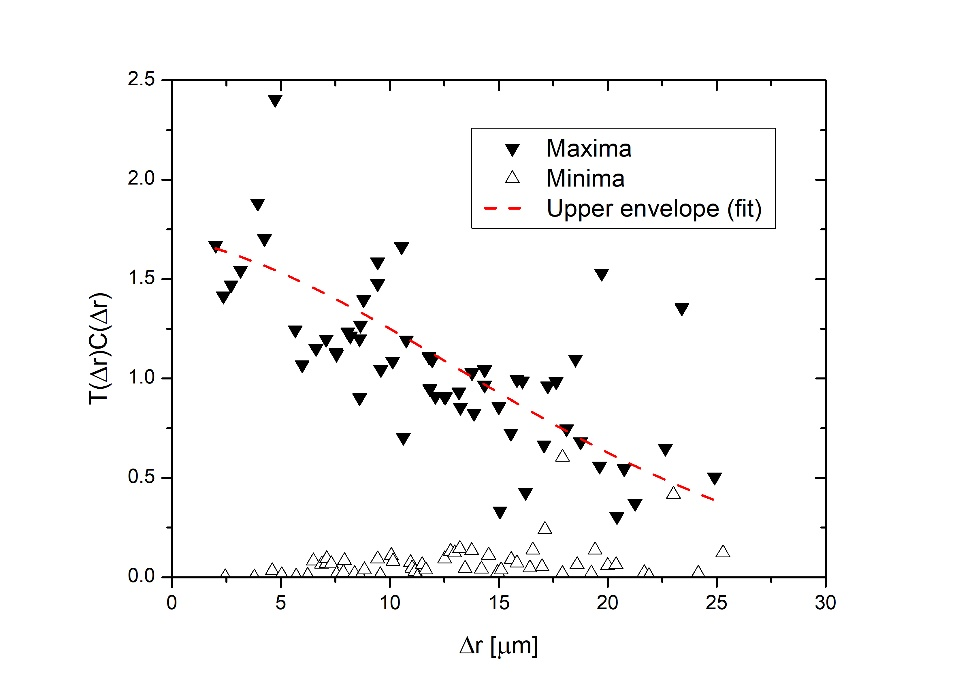 2.5
2.0
1.5
1.0
0.5
0.0
T(Δr)C(Δr)
Maxima
Minima
Upper envelope (fit)
0 5 10 15 20 25 30
Δr [μm]